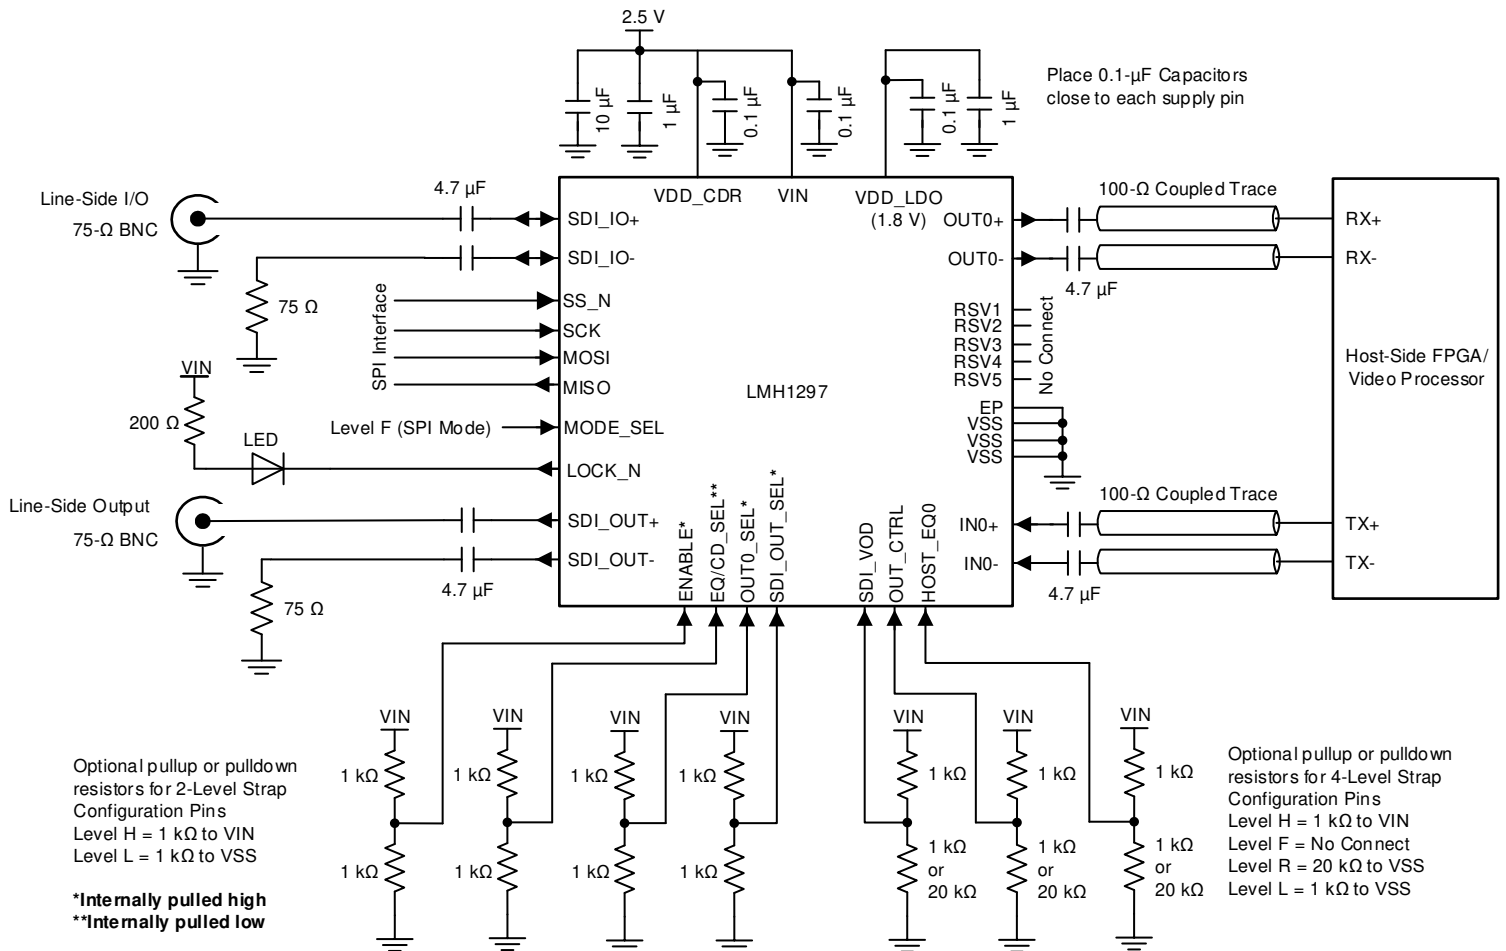 2.5 V
10 µF
1 µF
0.1 µF
0.1 µF
0.1 µF
1 µF
Place 0.1-µF Capacitors
close to each supply pin
Line-Side I/O
75-Ω BNC
4.7 µF
75 Ω
SPI Interface
VIN
200 Ω
LED
Level F (SPI Mode)
Line-Side Output
75-Ω BNC
4.7 µF
75 Ω
VDD_CDR
VIN
VDD_LDO
(1.8 V)
SDI_IO+
SDI_IO-
SS_N
SCK
MOSI
MISO
MODE_SEL
LOCK_N
SDI_OUT+
SDI_OUT-
LMH1297
ENABLE*
EQ/CD_SEL**
OUT0_SEL*
SDI_OUT_SEL*
SDI_VOD
OUT_CTRL
HOST_EQ0
OUT0+
OUT0-
RSV1
RSV2
RSV3
RSV4
RSV5
No Connect
EP
VSS
VSS
VSS
IN0+
IN0-
100-Ω Coupled Trace
4.7 µF
100-Ω Coupled Trace
4.7 µF
RX+
RX-
Host-Side FPGA/
Video Processor
TX+
TX-
VIN
VIN
VIN
VIN
VIN
VIN
VIN
1 kΩ
1 kΩ
1 kΩ
1 kΩ
1 kΩ
1 kΩ
1 kΩ
1 kΩ
1 kΩ
1 kΩ
1 kΩ
1 kΩ
or
20 kΩ
1 kΩ
or
20 kΩ
1 kΩ
or
20 kΩ
Optional pullup or pulldown
resistors for 2-Level Strap
Configuration Pins
Level H = 1 kΩ to VIN
Level L = 1 kΩ to VSS
*Internally pulled high
**Internally pulled low
Optional pullup or pulldown
resistors for 4-Level Strap
Configuration Pins
Level H = 1 kΩ to VIN
Level F = No Connect
Level R = 20 kΩ to VSS
Level L = 1 kΩ to VSS